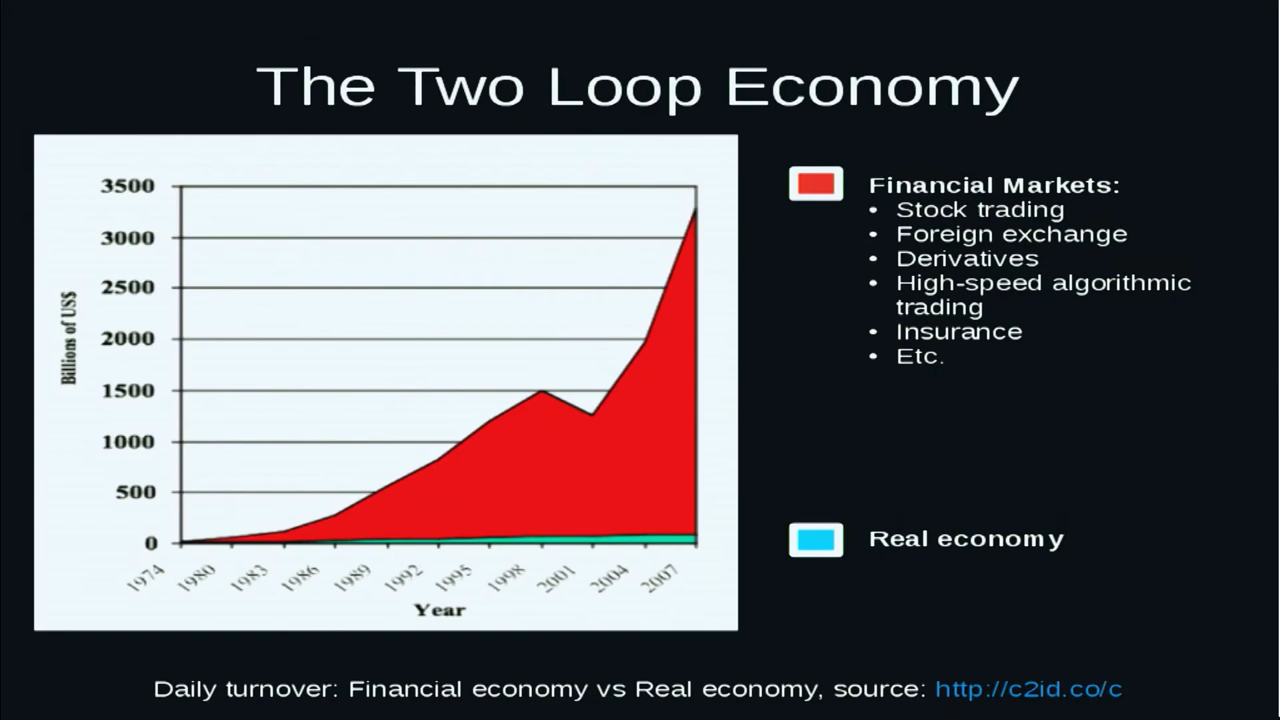 The Two Loop Economy
3500
3000
2500
2000
1500
1000
500
0
Billions of US$
1974
1980
1983
1986
1989
1992
1995
1998
2001
2004
2007
Year
Financial Markets:
• Stock trading
• Foreign exchange
• Derivatives
• High-speed algorithmic
trading
• Insurance
• Etc.
Real economy
Daily turnover: Financial economy vs Real economy, source: http://c2id.co/c